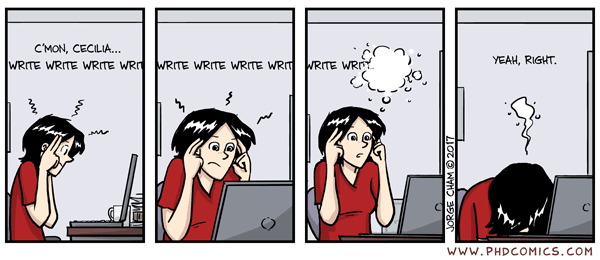 C'MON, CECILIA...
WRITE WRITE WRITE WRIT
WRITE WRITE WRITE WRIT
WRITE WRI
YEAH, RIGHT.
JORGE CHAM © 2017
WWW.PHDCOMICS.COM